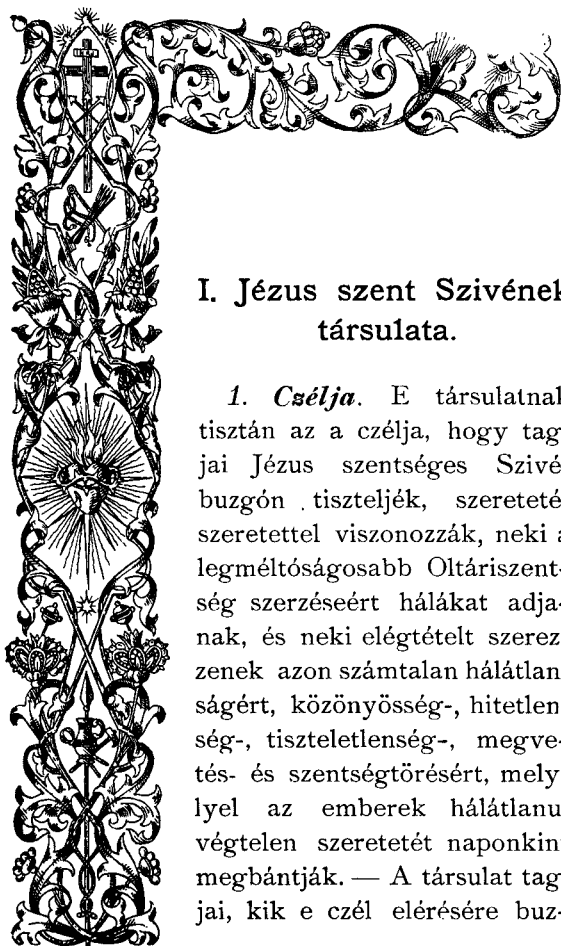 I. Jézus szent Szivének
társulata.
1. Czélja. E társulatnak
tisztán az a czélja, hogy tag-
jai Jézus szentséges Szivé
buzgón tiszteljék, szereteté
szeretettel viszonozzák, neki a
legméltóságosabb Oltáriszent-
ség szerzéseért hálákat adja-
nak, és neki elégtételt szerez-
zenek azon számtalan hálátlan-
ságért, közönyösség-, hitetlen-
ség-, tiszteletlenség-, megve-
tés- és szentségtörésért, mely-
lyel az emberek hálátlanu
végtelen szeretetét naponkin
megbántják. — A társulat tag-
jai, kik e czél elérésére buz-